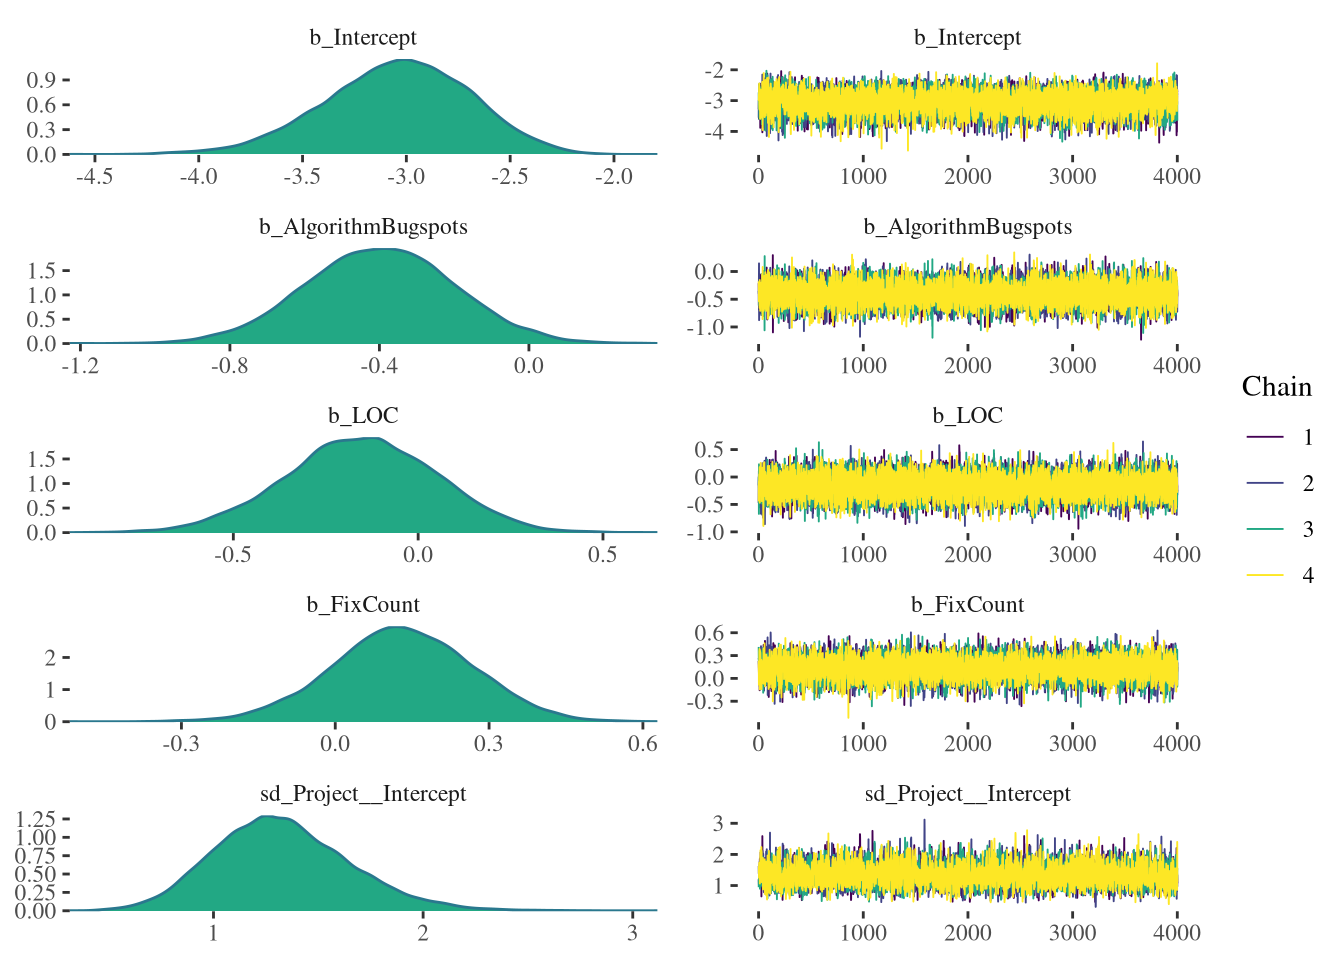 b_Intercept
0.9
0.6
0.3
0.0
-4.5 -4.0 -3.5 -3.0 -2.5 -2.0
b_Intercept
-2
-3
-4
0 1000 2000 3000 4000
b_AlgorithmBugspots
1.5
1.0
0.5
0.0
-1.2 -0.8 -0.4 0.0
b_AlgorithmBugspots
0.0
-0.5
-1.0
0 1000 2000 3000 4000
b_LOC
1.5
1.0
0.5
0.0
-0.5 0.0 0.5
b_LOC
0.5
0.0
-0.5
-1.0
0 1000 2000 3000 4000
b_FixCount
2
1
0
-0.3 0.0 0.3 0.6
b_FixCount
0.6
0.3
0.0
-0.3
0 1000 2000 3000 4000
sd_Project__Intercept
1.25
1.00
0.75
0.50
0.25
0.00
1 2 3
sd_Project__Intercept
3
2
1
0 1000 2000 3000 4000
Chain
1
2
3
4